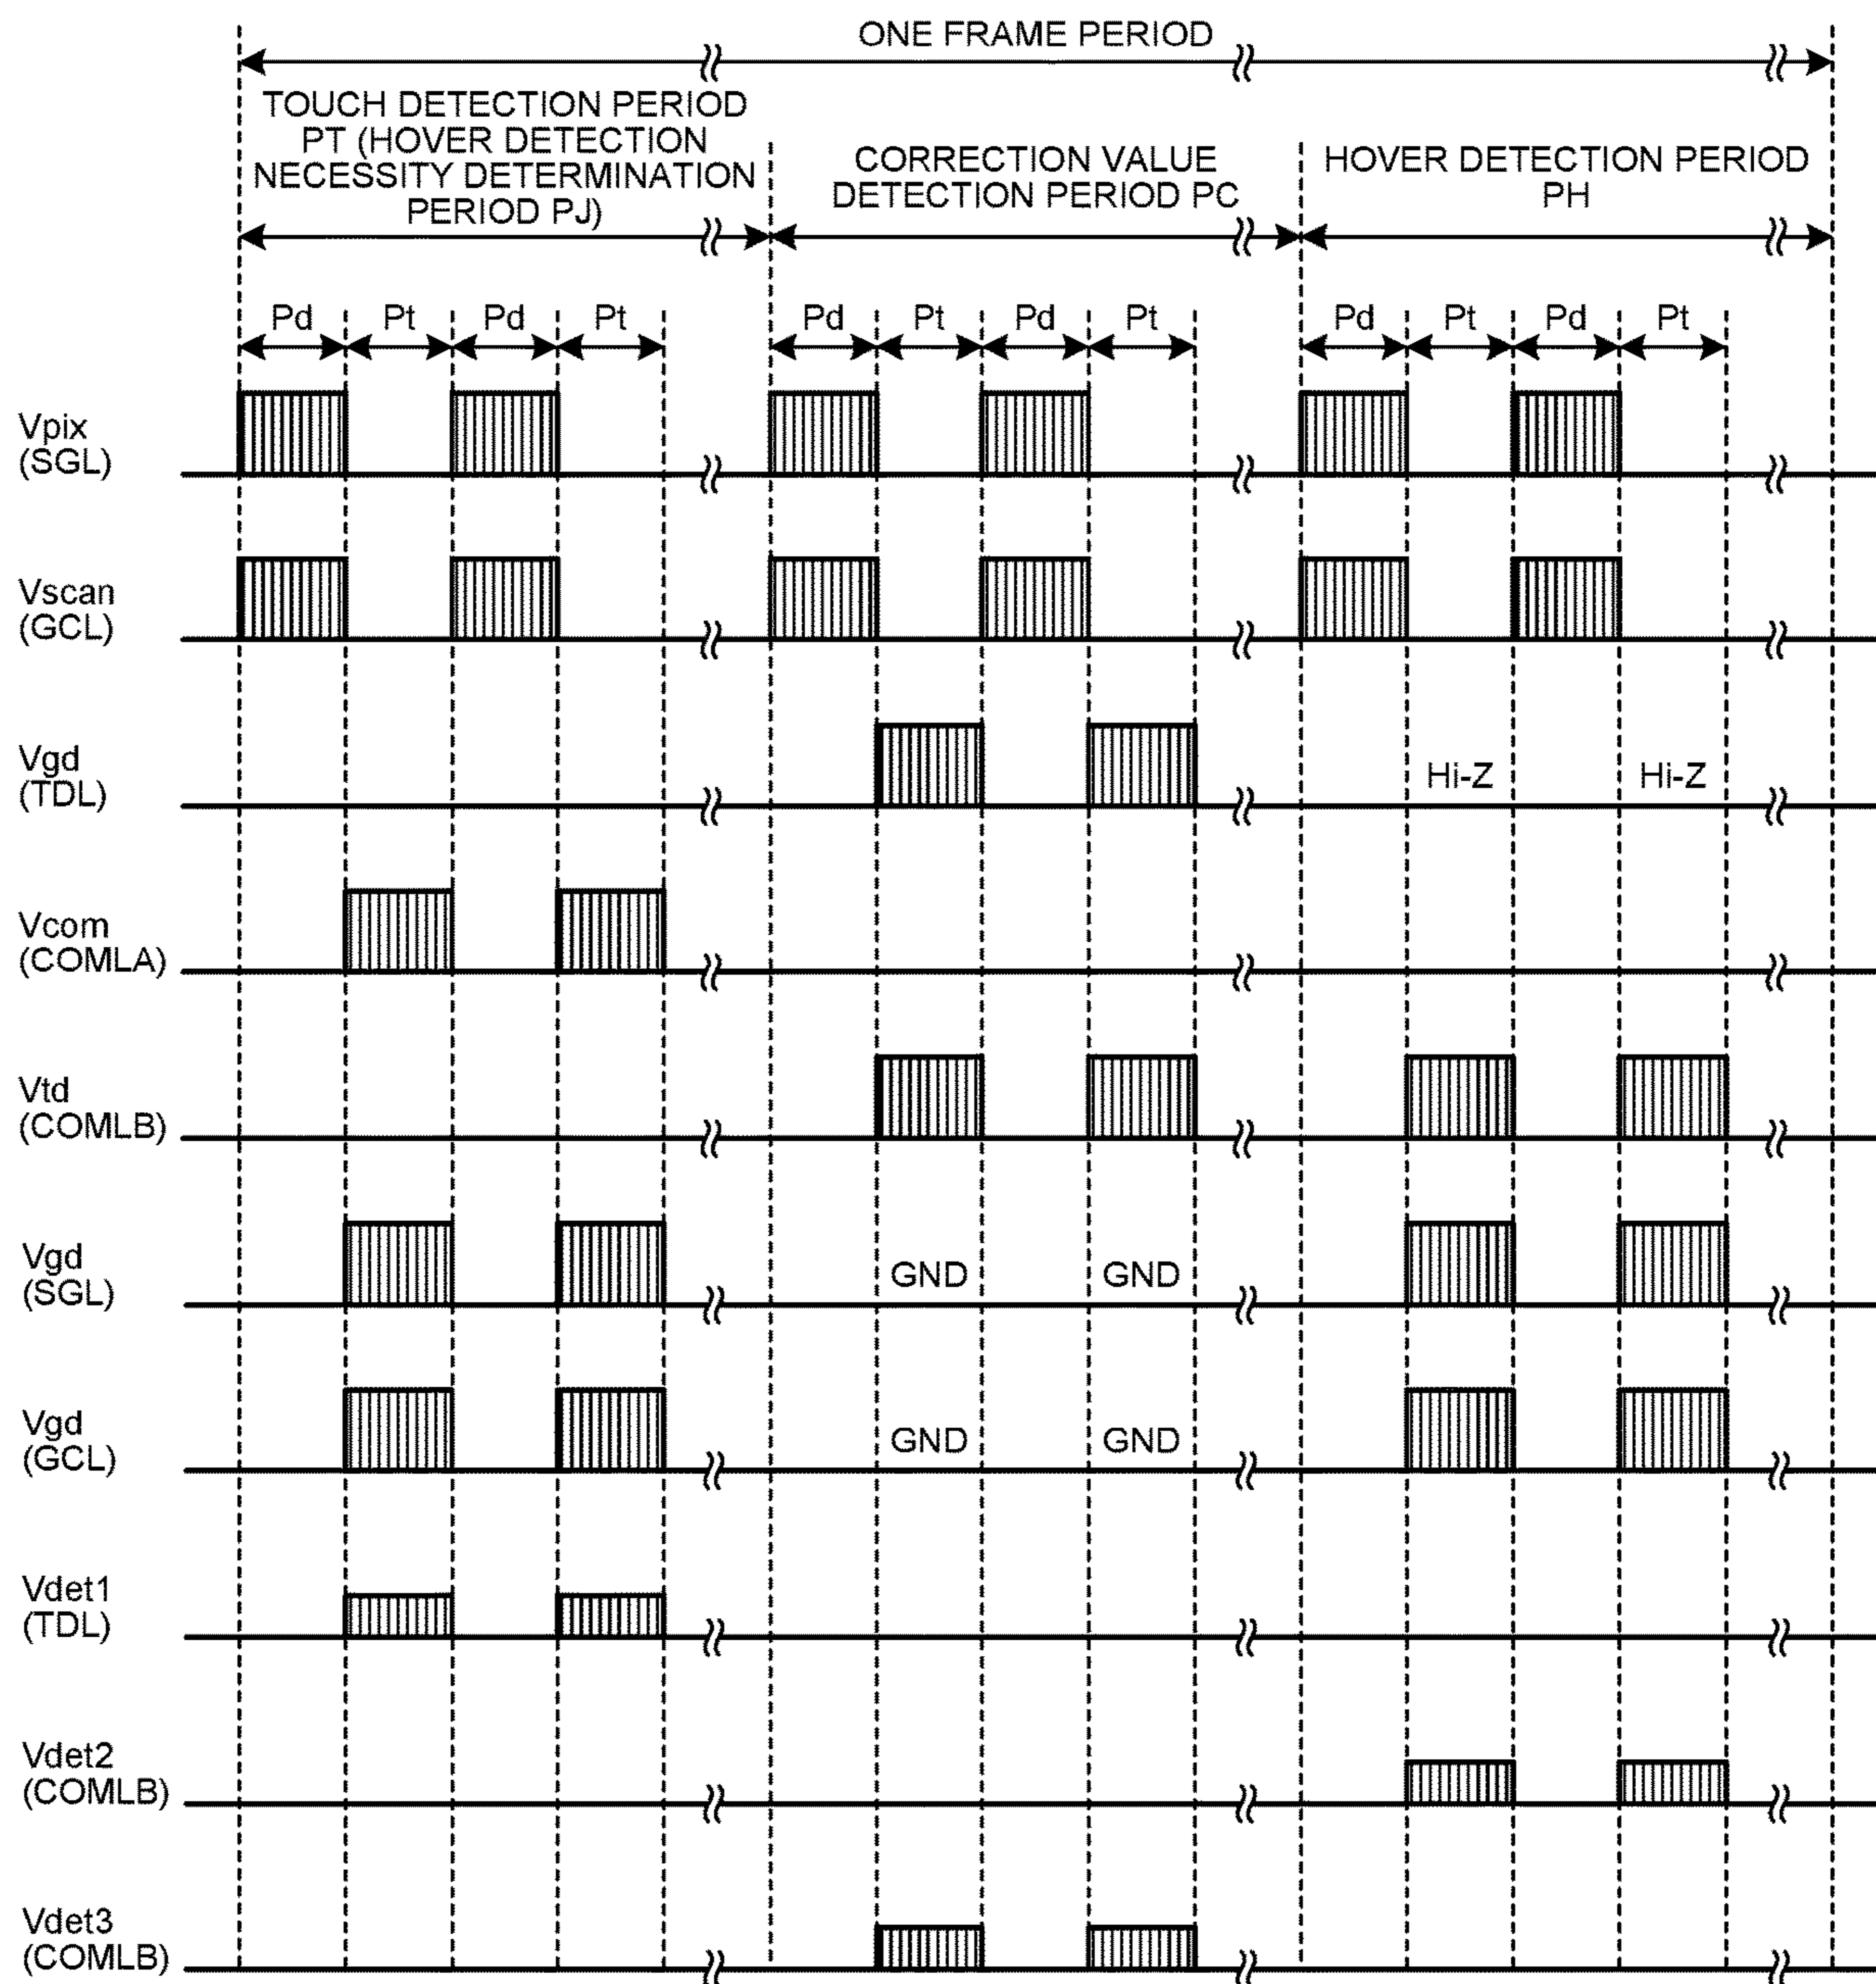 ONE FRAME PERIOD
TOUCH DETECTION PERIOD
PT (HOVER DETECTION
NECESSITY DETERMINATION
PERIOD PJ)
CORRECTION VALUE
DETECTION PERIOD PC
HOVER DETECTION PERIOD
PH
Pd Pt Pd Pt Pd Pt Pd Pt Pd Pt Pd Pt
Vpix
(SGL)
Vscan
(GCL)
Vgd
(TDL)
Hi-Z Hi-Z
Vcom
(COMLA)
Vtd
(COMLB)
Vgd
(SGL)
GND GND
Vgd
(GCL)
GND GND
Vdet1
(TDL)
Vdet2
(COMLB)
Vdet3
(COMLB)